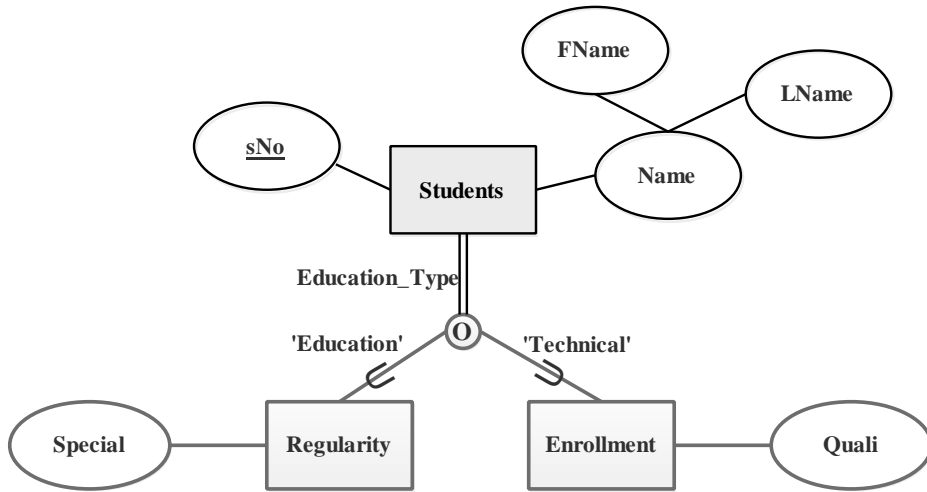 FName
LName
sNo
Name
Students
Education_Type
O
'Education'
'Technical'
Special
Regularity
Enrollment
Quali